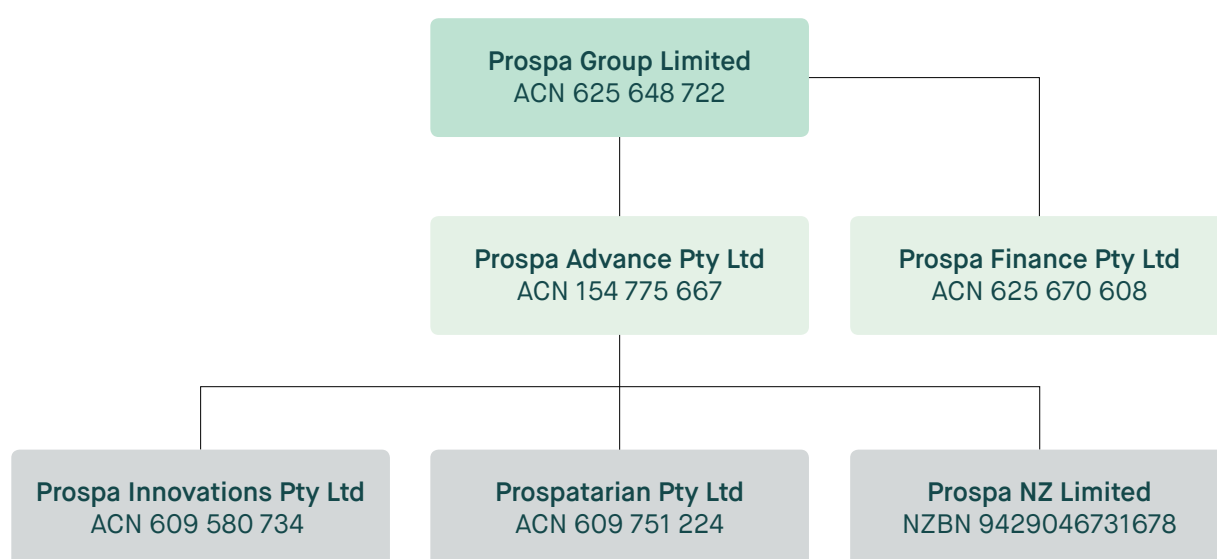 Prospa Group Limited
ACN 625 648 722
Prospa Advance Pty Ltd
ACN 154 775 667
Prospa Finance Pty Ltd
ACN 625 670 608
Prospa Innovations Pty Ltd
ACN 609 580 734
Prospatarian Pty Ltd
ACN 609 751 224
Prospa NZ Limited
NZBN 9429046731678